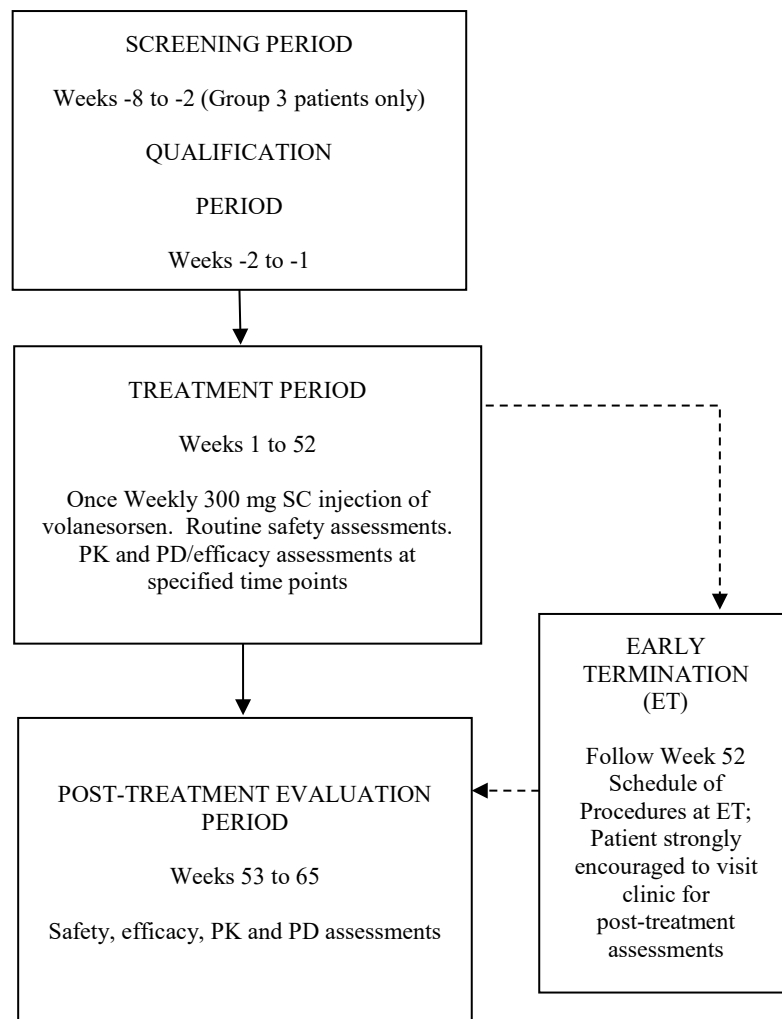 SCREENING PERIOD
Weeks -8 to -2 (Group 3 patients only)
QUALIFICATION
PERIOD
Weeks -2 to -1
TREATMENT PERIOD
Weeks 1 to 52
Once Weekly 300 mg SC injection of
volanesorsen.  Routine safety assessments.
PK and PD/efficacy assessments at
specified time points
EARLY
TERMINATION
(ET)
Follow Week 52
Schedule of
Procedures at ET;
Patient strongly
encouraged to visit
clinic for
post-treatment
assessments
POST-TREATMENT EVALUATION
PERIOD
Weeks 53 to 65
Safety, efficacy, PK and PD assessments